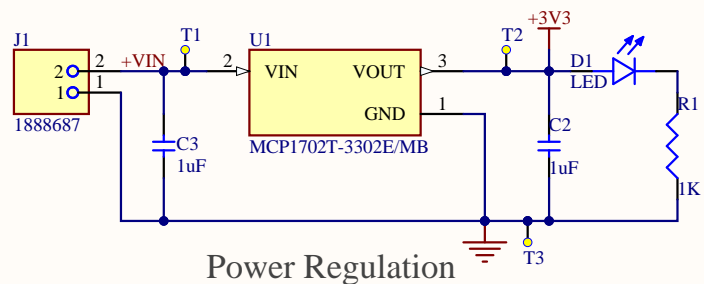 J1
2
1
2
1
1888687
+VIN
T1
2
U1
VIN
VOUT
GND
3
1
MCP1702T-3302E/MB
C3
1uF
T2
+3V3
D1
LED
C2
1uF
R1
1K
T3
Power Regulation